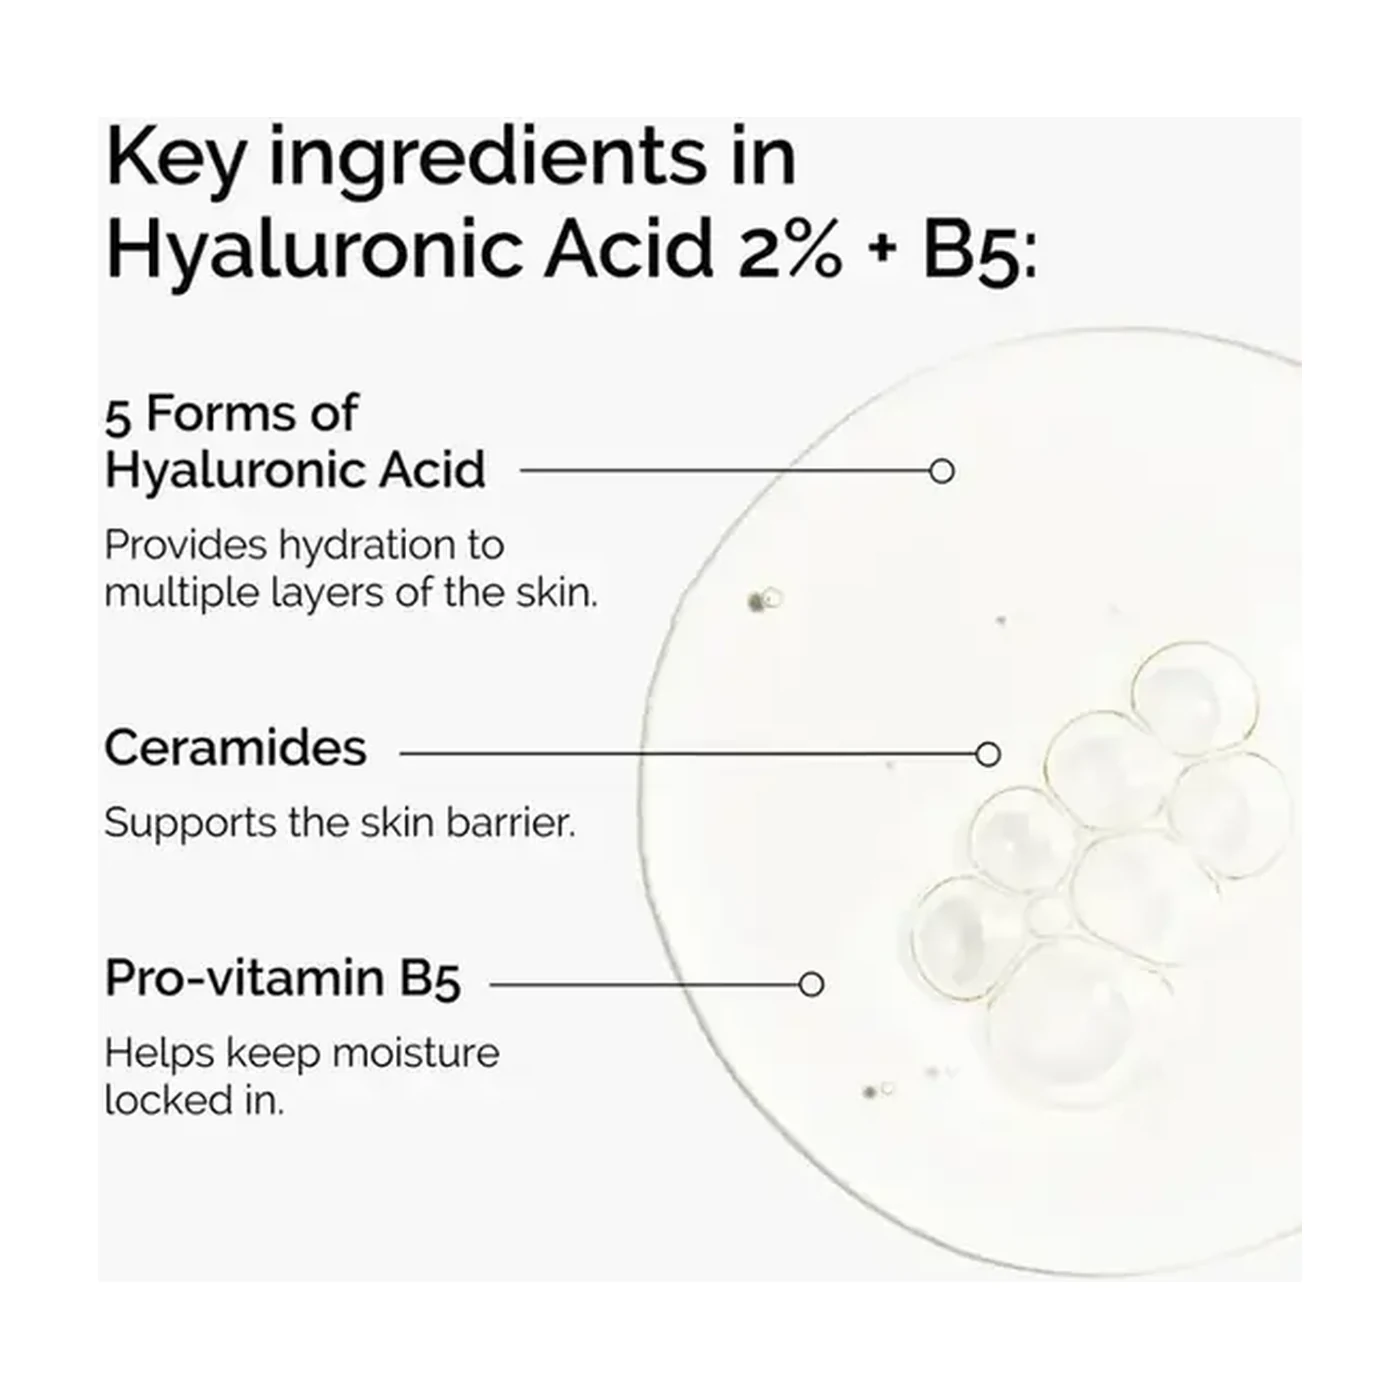 Key ingredients in
Hyaluronic Acid 2% + B5:
5 Forms of
Hyaluronic Acid
Provides hydration to
multiple layers of the skin.
Ceramides
Supports the skin barrier.
Pro-vitamin B5
Helps keep moisture
locked in.